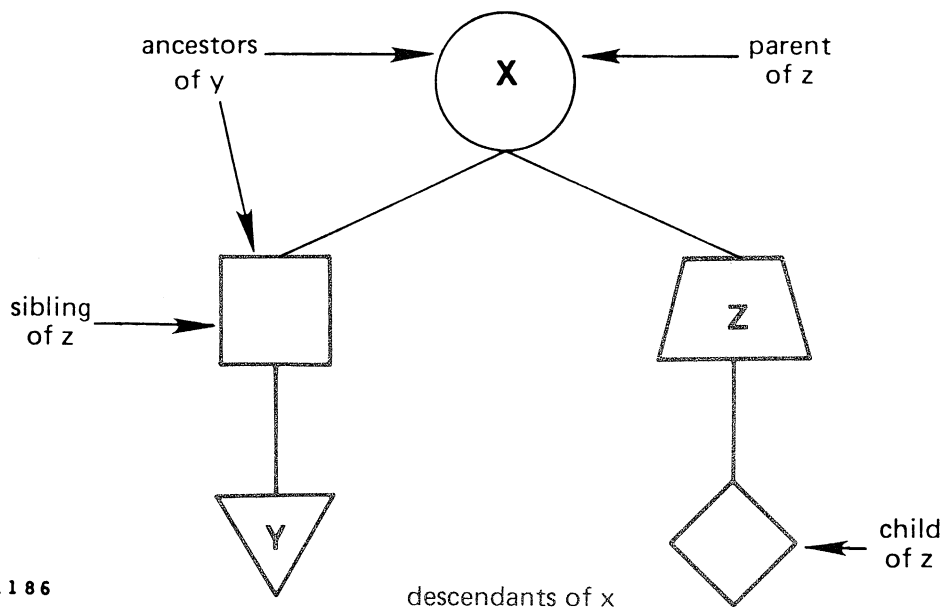 ancestors
of y
X
parent
of z
sibling
of z
Z
Y
child
of z
186
descendants of x